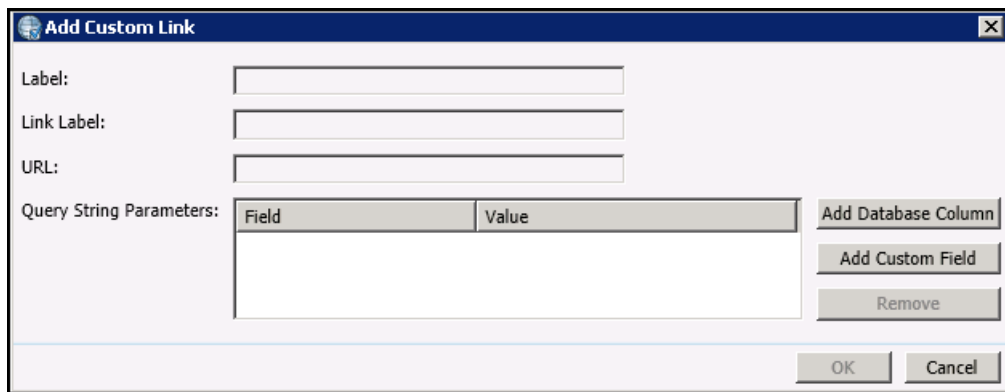 Add Custom Link
Label:
Link Label:
URL:
Query String Parameters:
Field Value
Add Database Column
Add Custom Field
Remove
OK Cancel